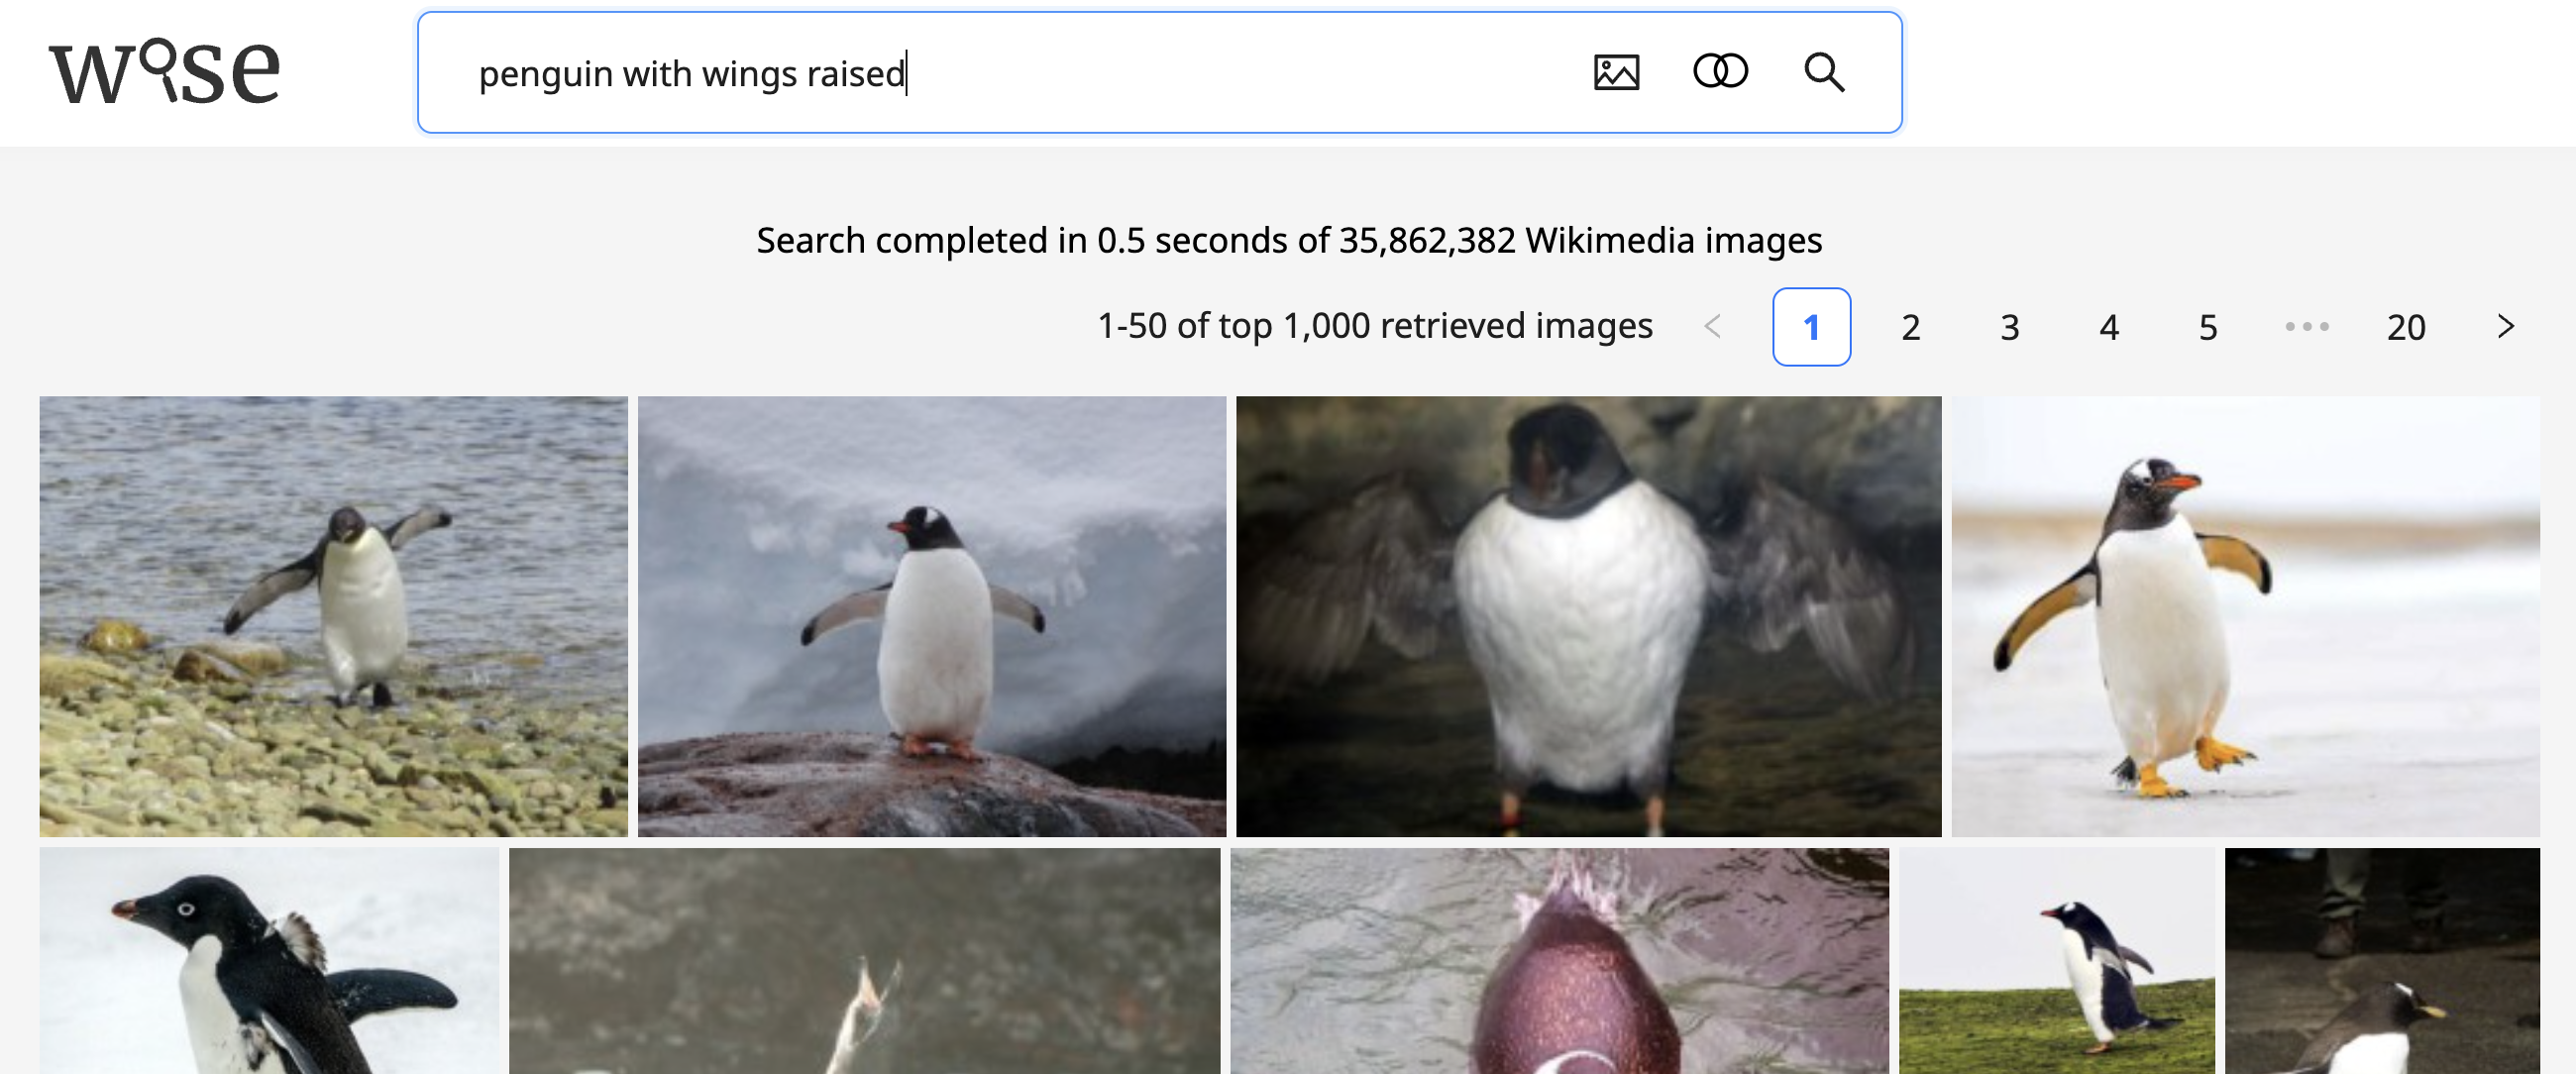 wise
penguin with wings raised
Search completed in 0.5 seconds of 35,862,382 Wikimedia images
1-50 of top 1,000 retrieved images < 1 2 3 4 5 ••• 20 >